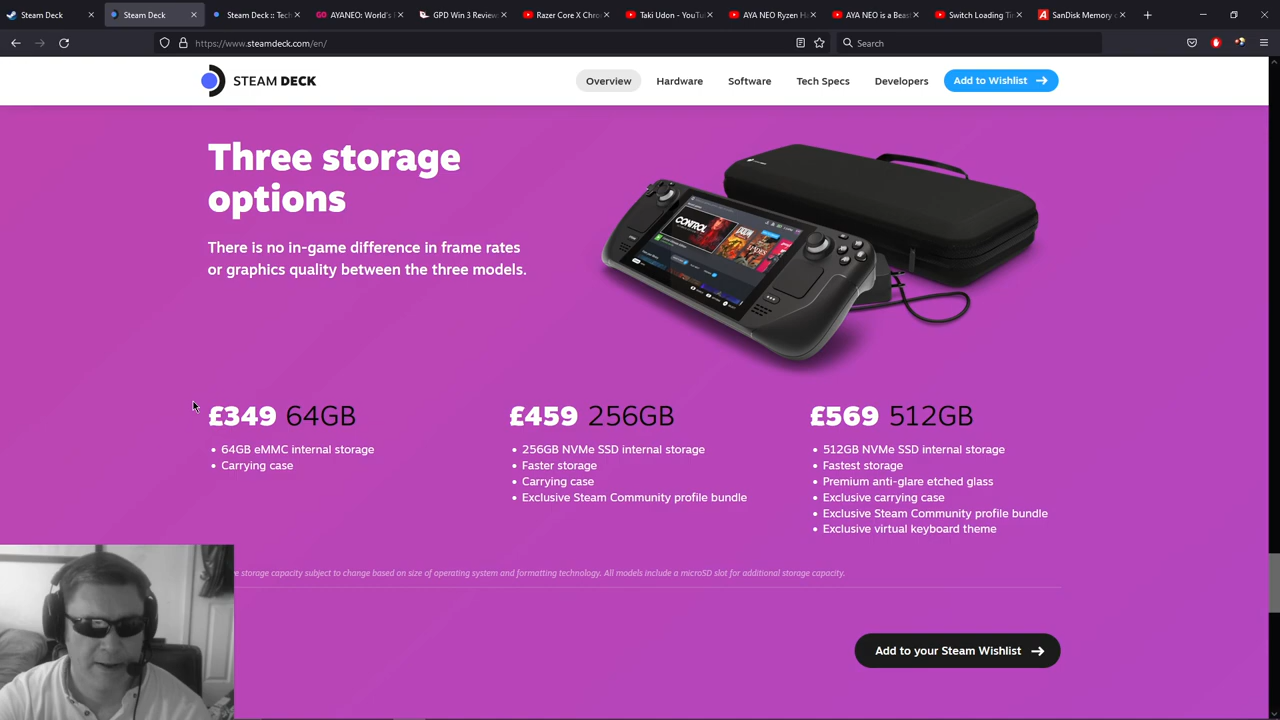 Steam Deck
Steam Deck
Steam Deck :: Tech
AYANEO: World's
GPD Win 3 Review
Razer Core X Chro
Taki Udon - YouTu
AYA NEO Ryzen Ha
AYA NEO is a Beas
Switch Loading Ti
SanDisk Memory
https://www.steamdeck.com/en/
Search
STEAM DECK
Overview
Hardware
Software
Tech Specs
Developers
Add to Wishlist
Three storage
options
There is no in-game difference in frame rates
or graphics quality between the three models.
CONTROL
DOOM
£349 64GB
• 64GB eMMC internal storage
• Carrying case
£459 256GB
• 256GB NVMe SSD internal storage
• Faster storage
• Carrying case
• Exclusive Steam Community profile bundle
£569 512GB
• 512GB NVMe SSD internal storage
• Fastest storage
• Premium anti-glare etched glass
• Exclusive carrying case
• Exclusive Steam Community profile bundle
• Exclusive virtual keyboard theme
storage capacity subject to change based on size of operating system and formatting technology. All models include a microSD slot for additional storage capacity.
Add to your Steam Wishlist